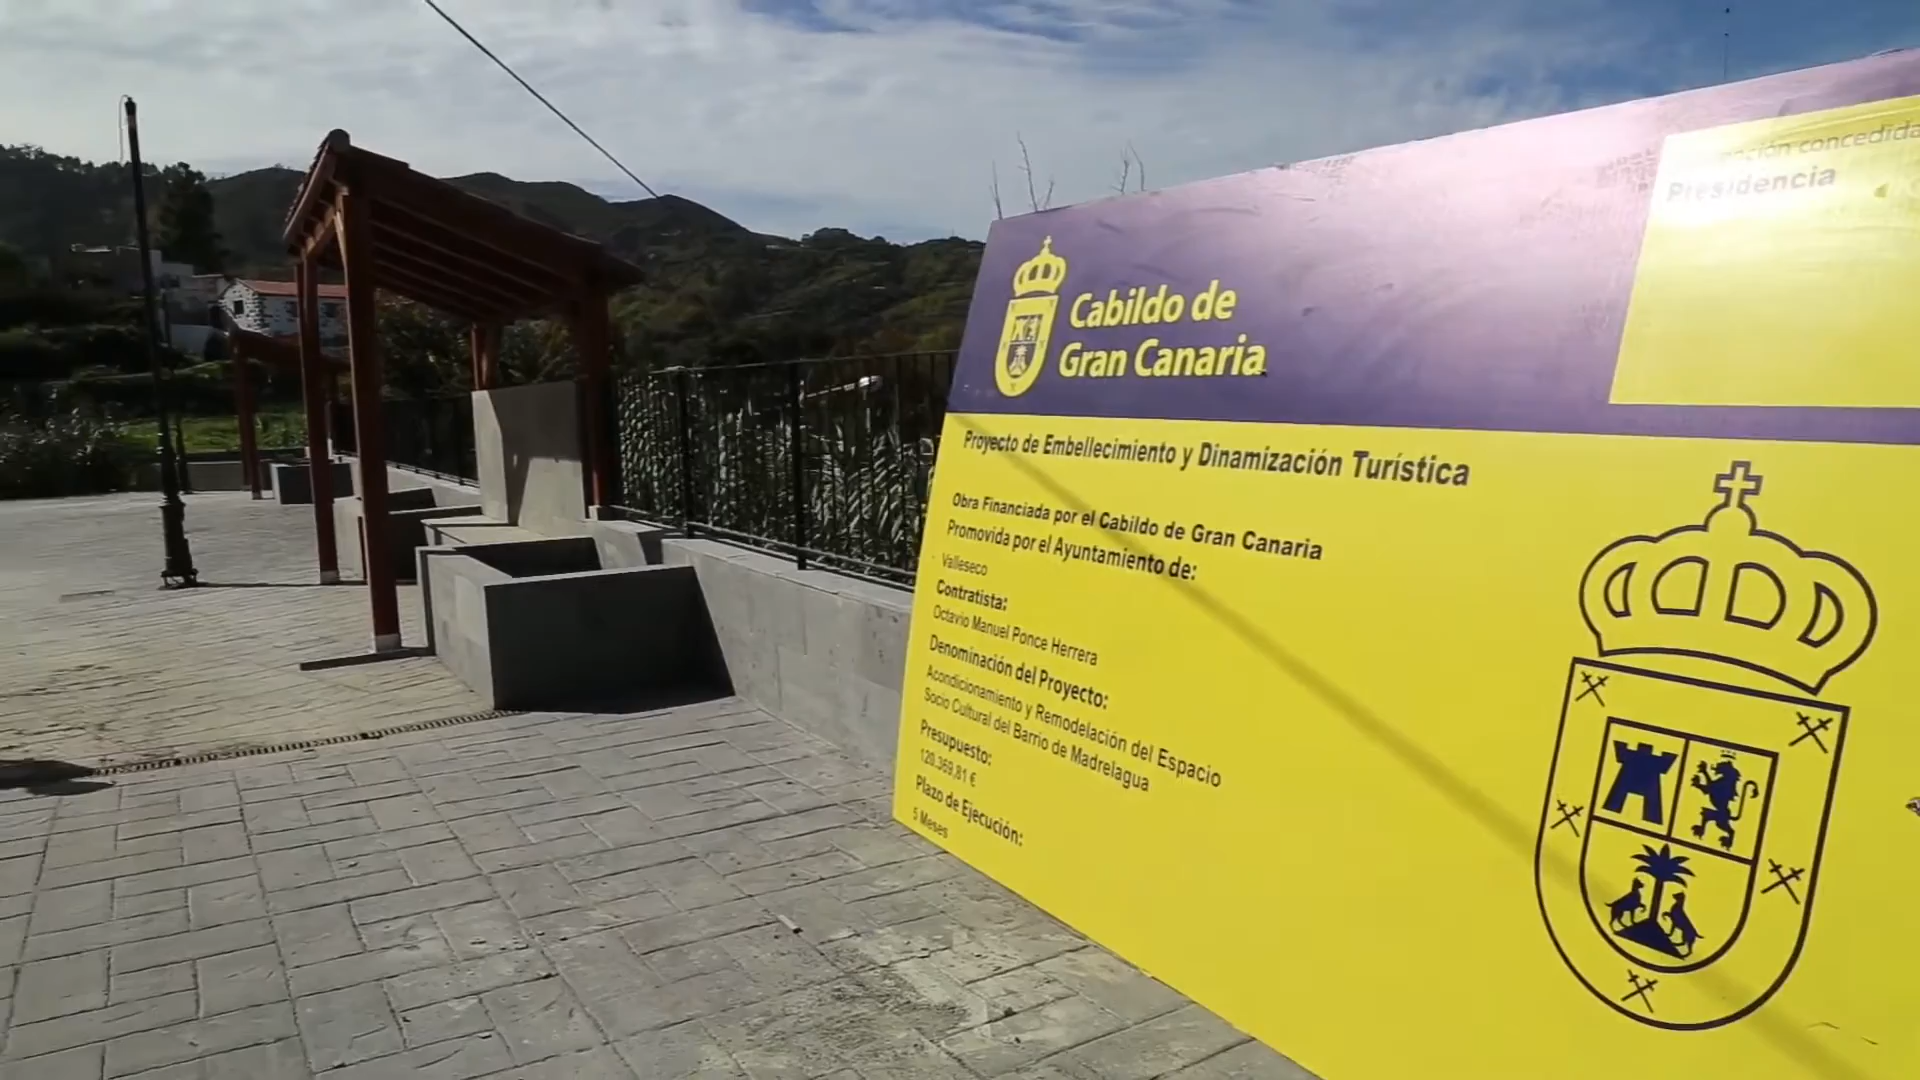 Cabildo de
Gran Canaria
concedida
Presidencia
Proyecto de Embellecimiento y Dinamización Turística
Obra Financiada por el Cabildo de Gran Canaria
Promovida por el Ayuntamiento de:
Valleseco
Contratista:
Octavio Manuel Ponce Herrera
Denominación del Proyecto:
Acondicionamiento y Remodelación del Espacio
Socio Cultural del Barrio de Madrelagua
Presupuesto:
120.369,81 €
Plazo de Ejecución:
5 Meses